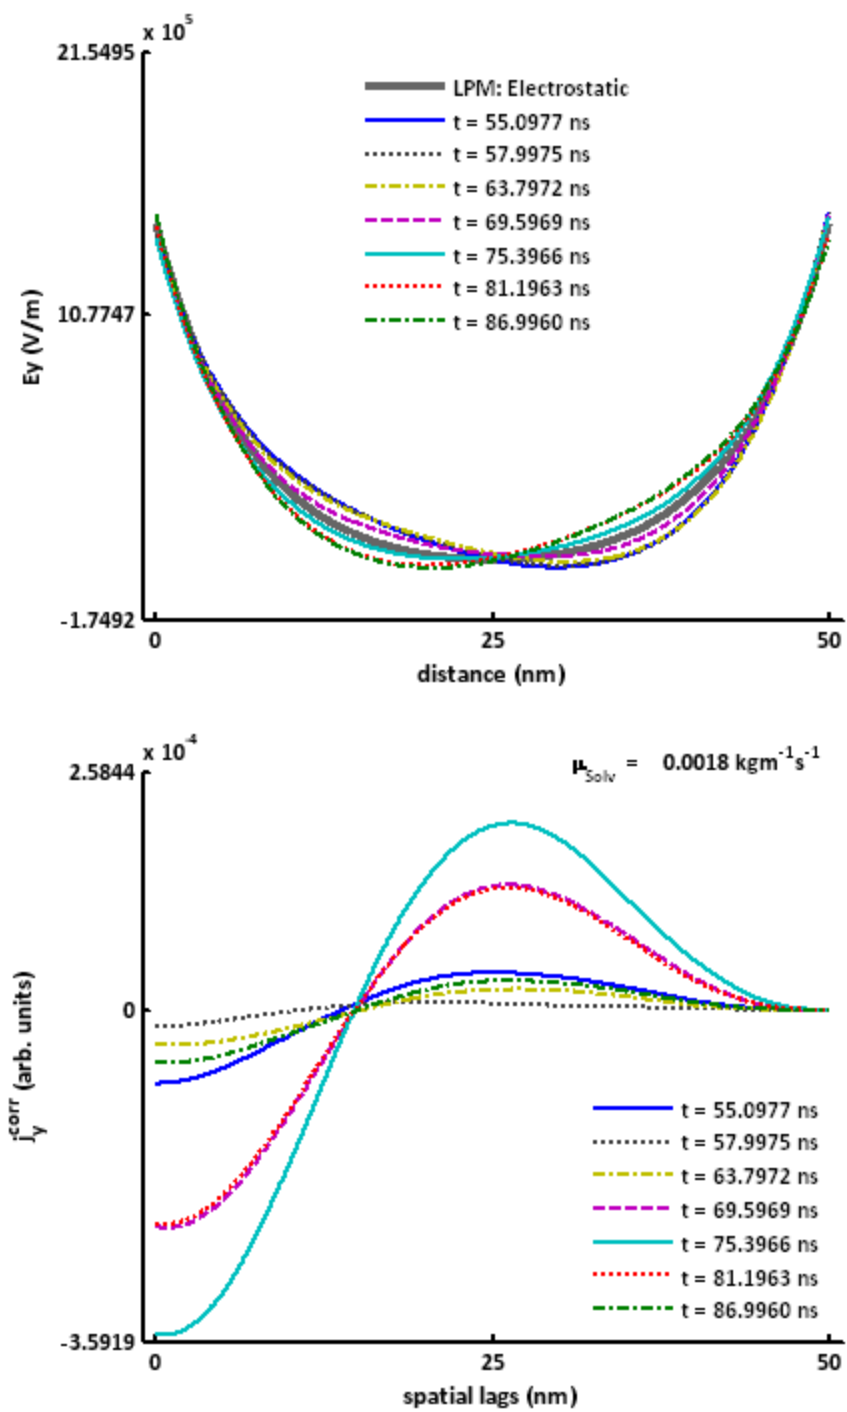 x 10⁵
21.5495
LPM: Electrostatic
t = 55.0977 ns
t = 57.9975 ns
t = 63.7972 ns
t = 69.5969 ns
t = 75.3966 ns
t = 81.1963 ns
t = 86.9960 ns
10.7747
Ey (V/m)
-1.7492
0
25
50
distance (nm)
x 10⁻⁴
2.5844
μSolv = 0.0018 kgm⁻¹s⁻¹
0
jy^corr (arb. units)
t = 55.0977 ns
t = 57.9975 ns
t = 63.7972 ns
t = 69.5969 ns
t = 75.3966 ns
t = 81.1963 ns
t = 86.9960 ns
-3.5919
0
25
50
spatial lags (nm)